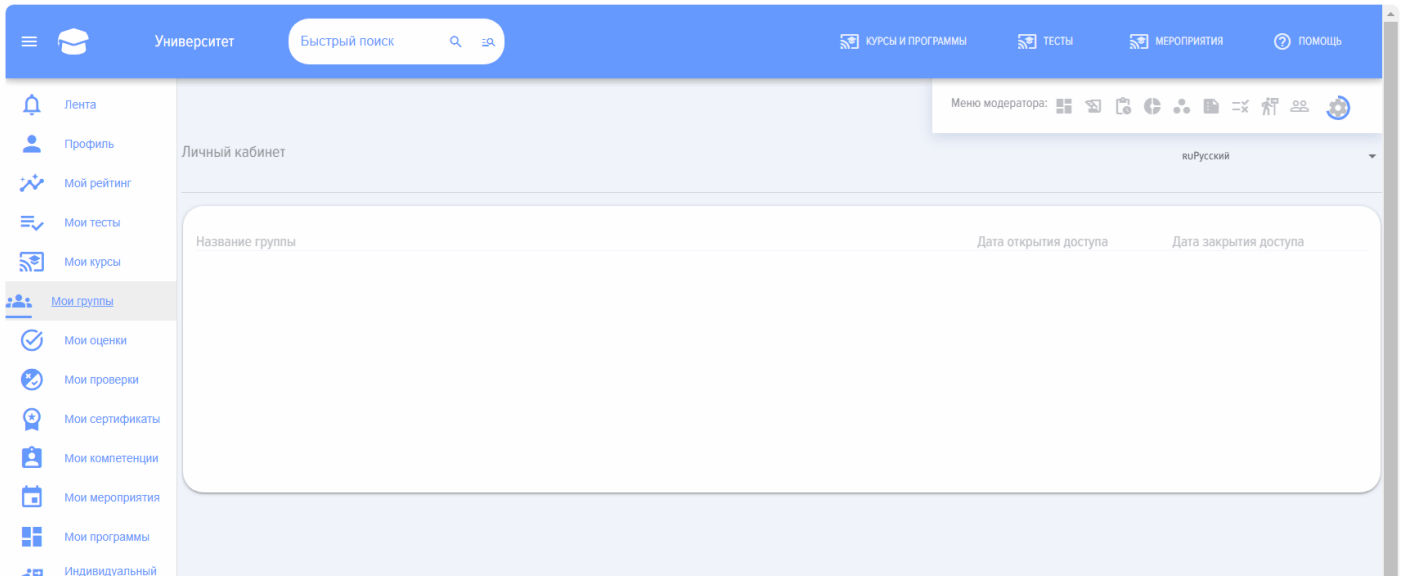 Университет
Быстрый поиск
КУРСЫ И ПРОГРАММЫ
ТЕСТЫ
МЕРОПРИЯТИЯ
ПОМОЩЬ
Меню модератора:
Лента
Профиль
Мой рейтинг
Мои тесты
Мои курсы
Мои группы
Мои оценки
Мои проверки
Мои сертификаты
Мои компетенции
Мои мероприятия
Мои программы
Индивидуальный
Личный кабинет
RUРусский
Название группы
Дата открытия доступа
Дата закрытия доступа